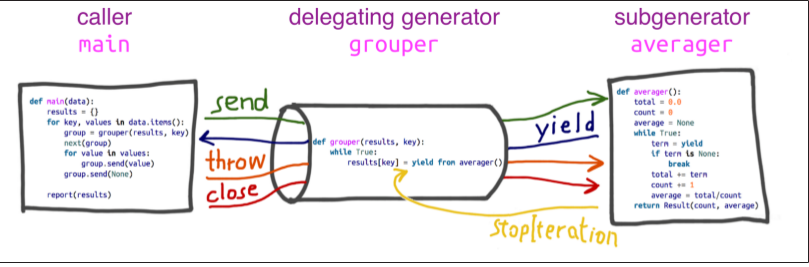 caller
main
delegating generator
grouper
subgenerator
averager
def main(data):
    results = {}
    for key, values in data.items():
        group = grouper(results, key)
        next(group)
        for value in values:
            group.send(value)
        group.send(None)

    report(results)
send
throw
close
def grouper(results, key):
    while True:
        results[key] = yield from averager()
yield
StopIteration
def averager():
    total = 0.0
    count = 0
    average = None
    while True:
        term = yield
        if term is None:
            break
        total += term
        count += 1
        average = total/count
    return Result(count, average)